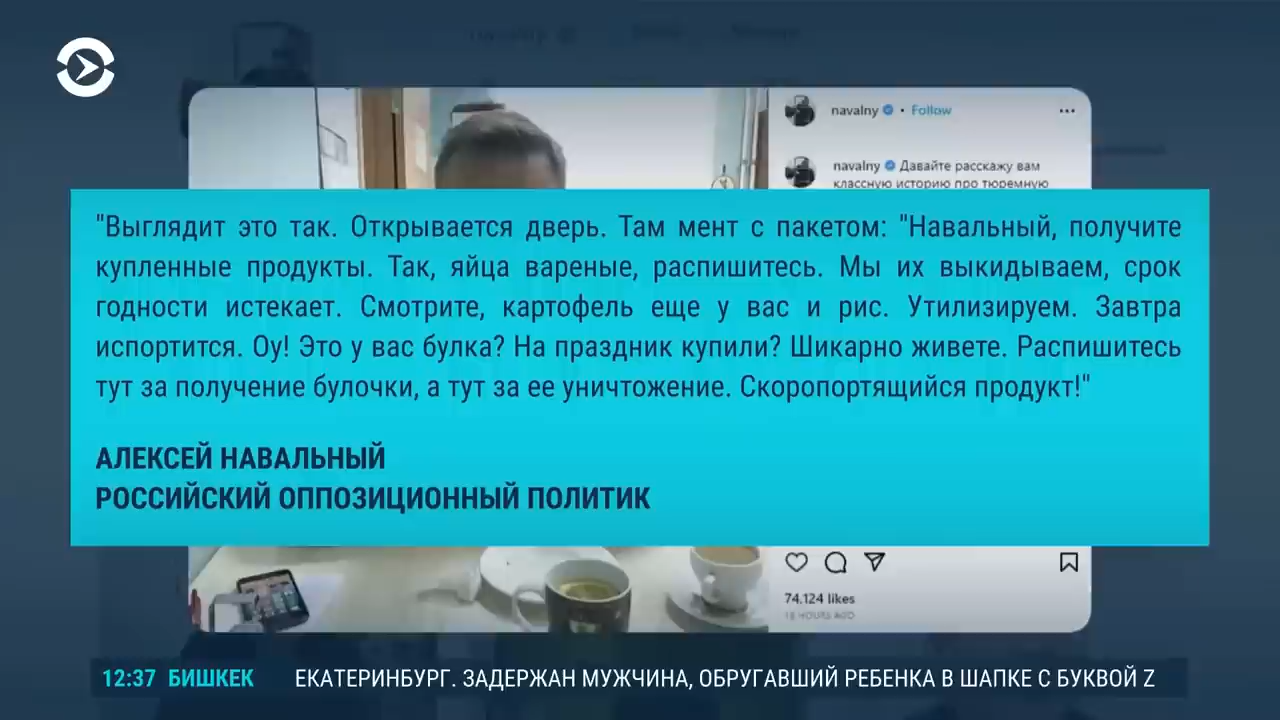 navalny • Follow
navalny Давайте расскажу вам
классную историю про тюремную
"Выглядит это так. Открывается дверь. Там мент с пакетом: "Навальный, получите
купленные продукты. Так, яйца вареные, распишитесь. Мы их выкидываем, срок
годности истекает. Смотрите, картофель еще у вас и рис. Утилизируем. Завтра
испортится. Оу! Это у вас булка? На праздник купили? Шикарно живете. Распишитесь
тут за получение булочки, а тут за ее уничтожение. Скоропортящийся продукт!"
АЛЕКСЕЙ НАВАЛЬНЫЙ
РОССИЙСКИЙ ОППОЗИЦИОННЫЙ ПОЛИТИК
74,124 likes
18 HOURS AGO
12:37 БИШКЕК ЕКАТЕРИНБУРГ. ЗАДЕРЖАН МУЖЧИНА, ОБРУГАВШИЙ РЕБЕНКА В ШАПКЕ С БУКВОЙ Z